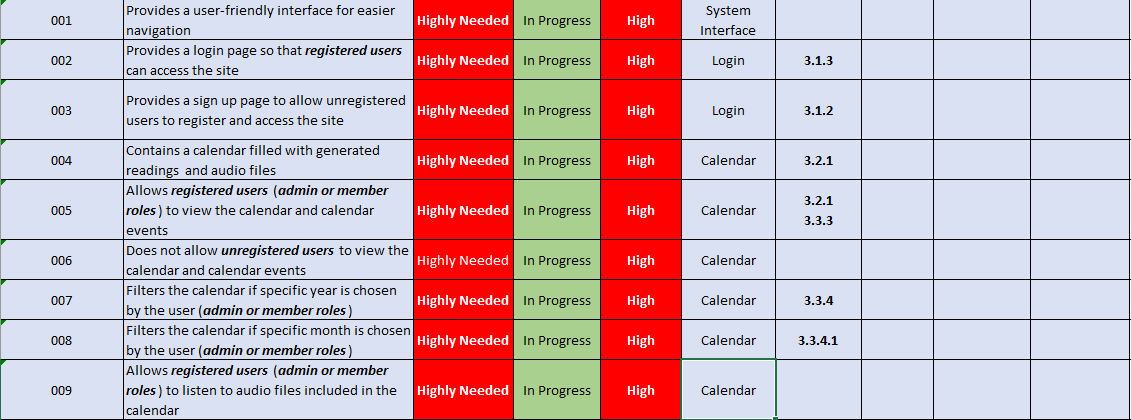 001 Provides a user-friendly interface for easier navigation Highly Needed In Progress High System Interface
002 Provides a login page so that registered users can access the site Highly Needed In Progress High Login 3.1.3
003 Provides a sign up page to allow unregistered users to register and access the site Highly Needed In Progress High Login 3.1.2
004 Contains a calendar filled with generated readings and audio files Highly Needed In Progress High Calendar 3.2.1
005 Allows registered users (admin or member roles) to view the calendar and calendar events Highly Needed In Progress High Calendar 3.2.1 3.3.3
006 Does not allow unregistered users to view the calendar and calendar events Highly Needed In Progress High Calendar
007 Filters the calendar if specific year is chosen by the user (admin or member roles) Highly Needed In Progress High Calendar 3.3.4
008 Filters the calendar if specific month is chosen by the user (admin or member roles) Highly Needed In Progress High Calendar 3.3.4.1
009 Allows registered users (admin or member roles) to listen to audio files included in the calendar Highly Needed In Progress High Calendar